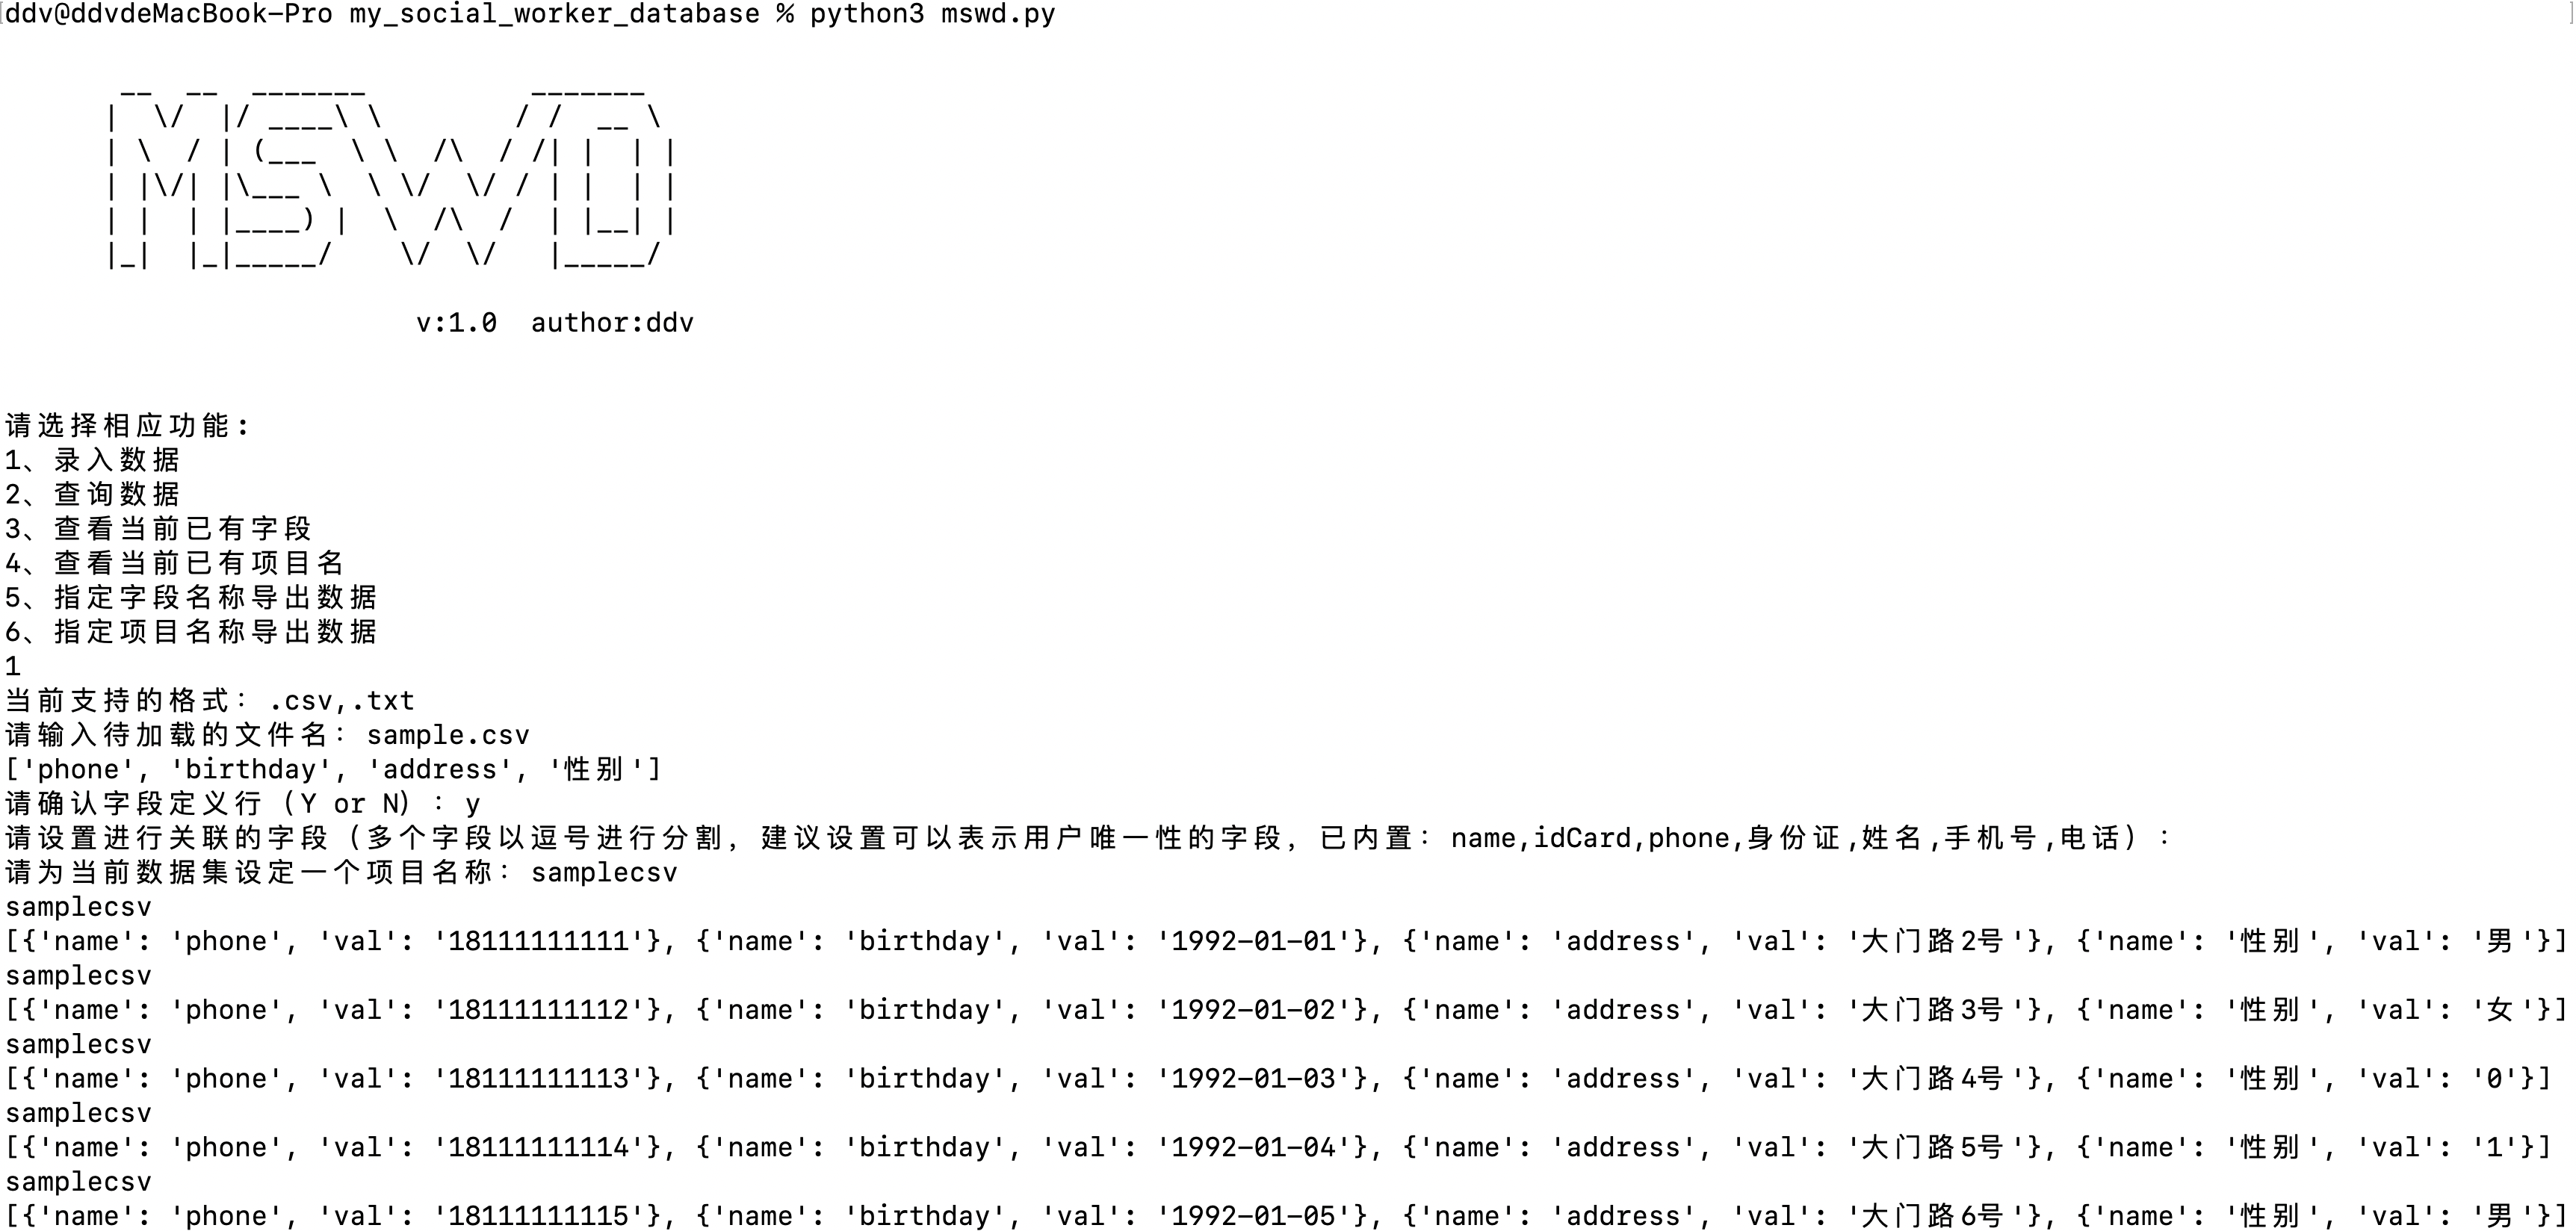 ddv@ddvdeMacBook-Pro my_social_worker_database % python3 mswd.py
MSWD
v:1.0  author:ddv
请选择相应功能:
1、录入数据
2、查询数据
3、查看当前已有字段
4、查看当前已有项目名
5、指定字段名称导出数据
6、指定项目名称导出数据
1
当前支持的格式：.csv,.txt
请输入待加载的文件名：sample.csv
['phone', 'birthday', 'address', '性别']
请确认字段定义行（Y or N）：y
请设置进行关联的字段（多个字段以逗号进行分割，建议设置可以表示用户唯一性的字段，已内置：name,idCard,phone,身份证,姓名,手机号,电话）：
请为当前数据集设定一个项目名称：samplecsv
samplecsv
[{'name': 'phone', 'val': '18111111111'}, {'name': 'birthday', 'val': '1992-01-01'}, {'name': 'address', 'val': '大门路2号'}, {'name': '性别', 'val': '男'}]
samplecsv
[{'name': 'phone', 'val': '18111111112'}, {'name': 'birthday', 'val': '1992-01-02'}, {'name': 'address', 'val': '大门路3号'}, {'name': '性别', 'val': '女'}]
samplecsv
[{'name': 'phone', 'val': '18111111113'}, {'name': 'birthday', 'val': '1992-01-03'}, {'name': 'address', 'val': '大门路4号'}, {'name': '性别', 'val': '0'}]
samplecsv
[{'name': 'phone', 'val': '18111111114'}, {'name': 'birthday', 'val': '1992-01-04'}, {'name': 'address', 'val': '大门路5号'}, {'name': '性别', 'val': '1'}]
samplecsv
[{'name': 'phone', 'val': '18111111115'}, {'name': 'birthday', 'val': '1992-01-05'}, {'name': 'address', 'val': '大门路6号'}, {'name': '性别', 'val': '男'}]